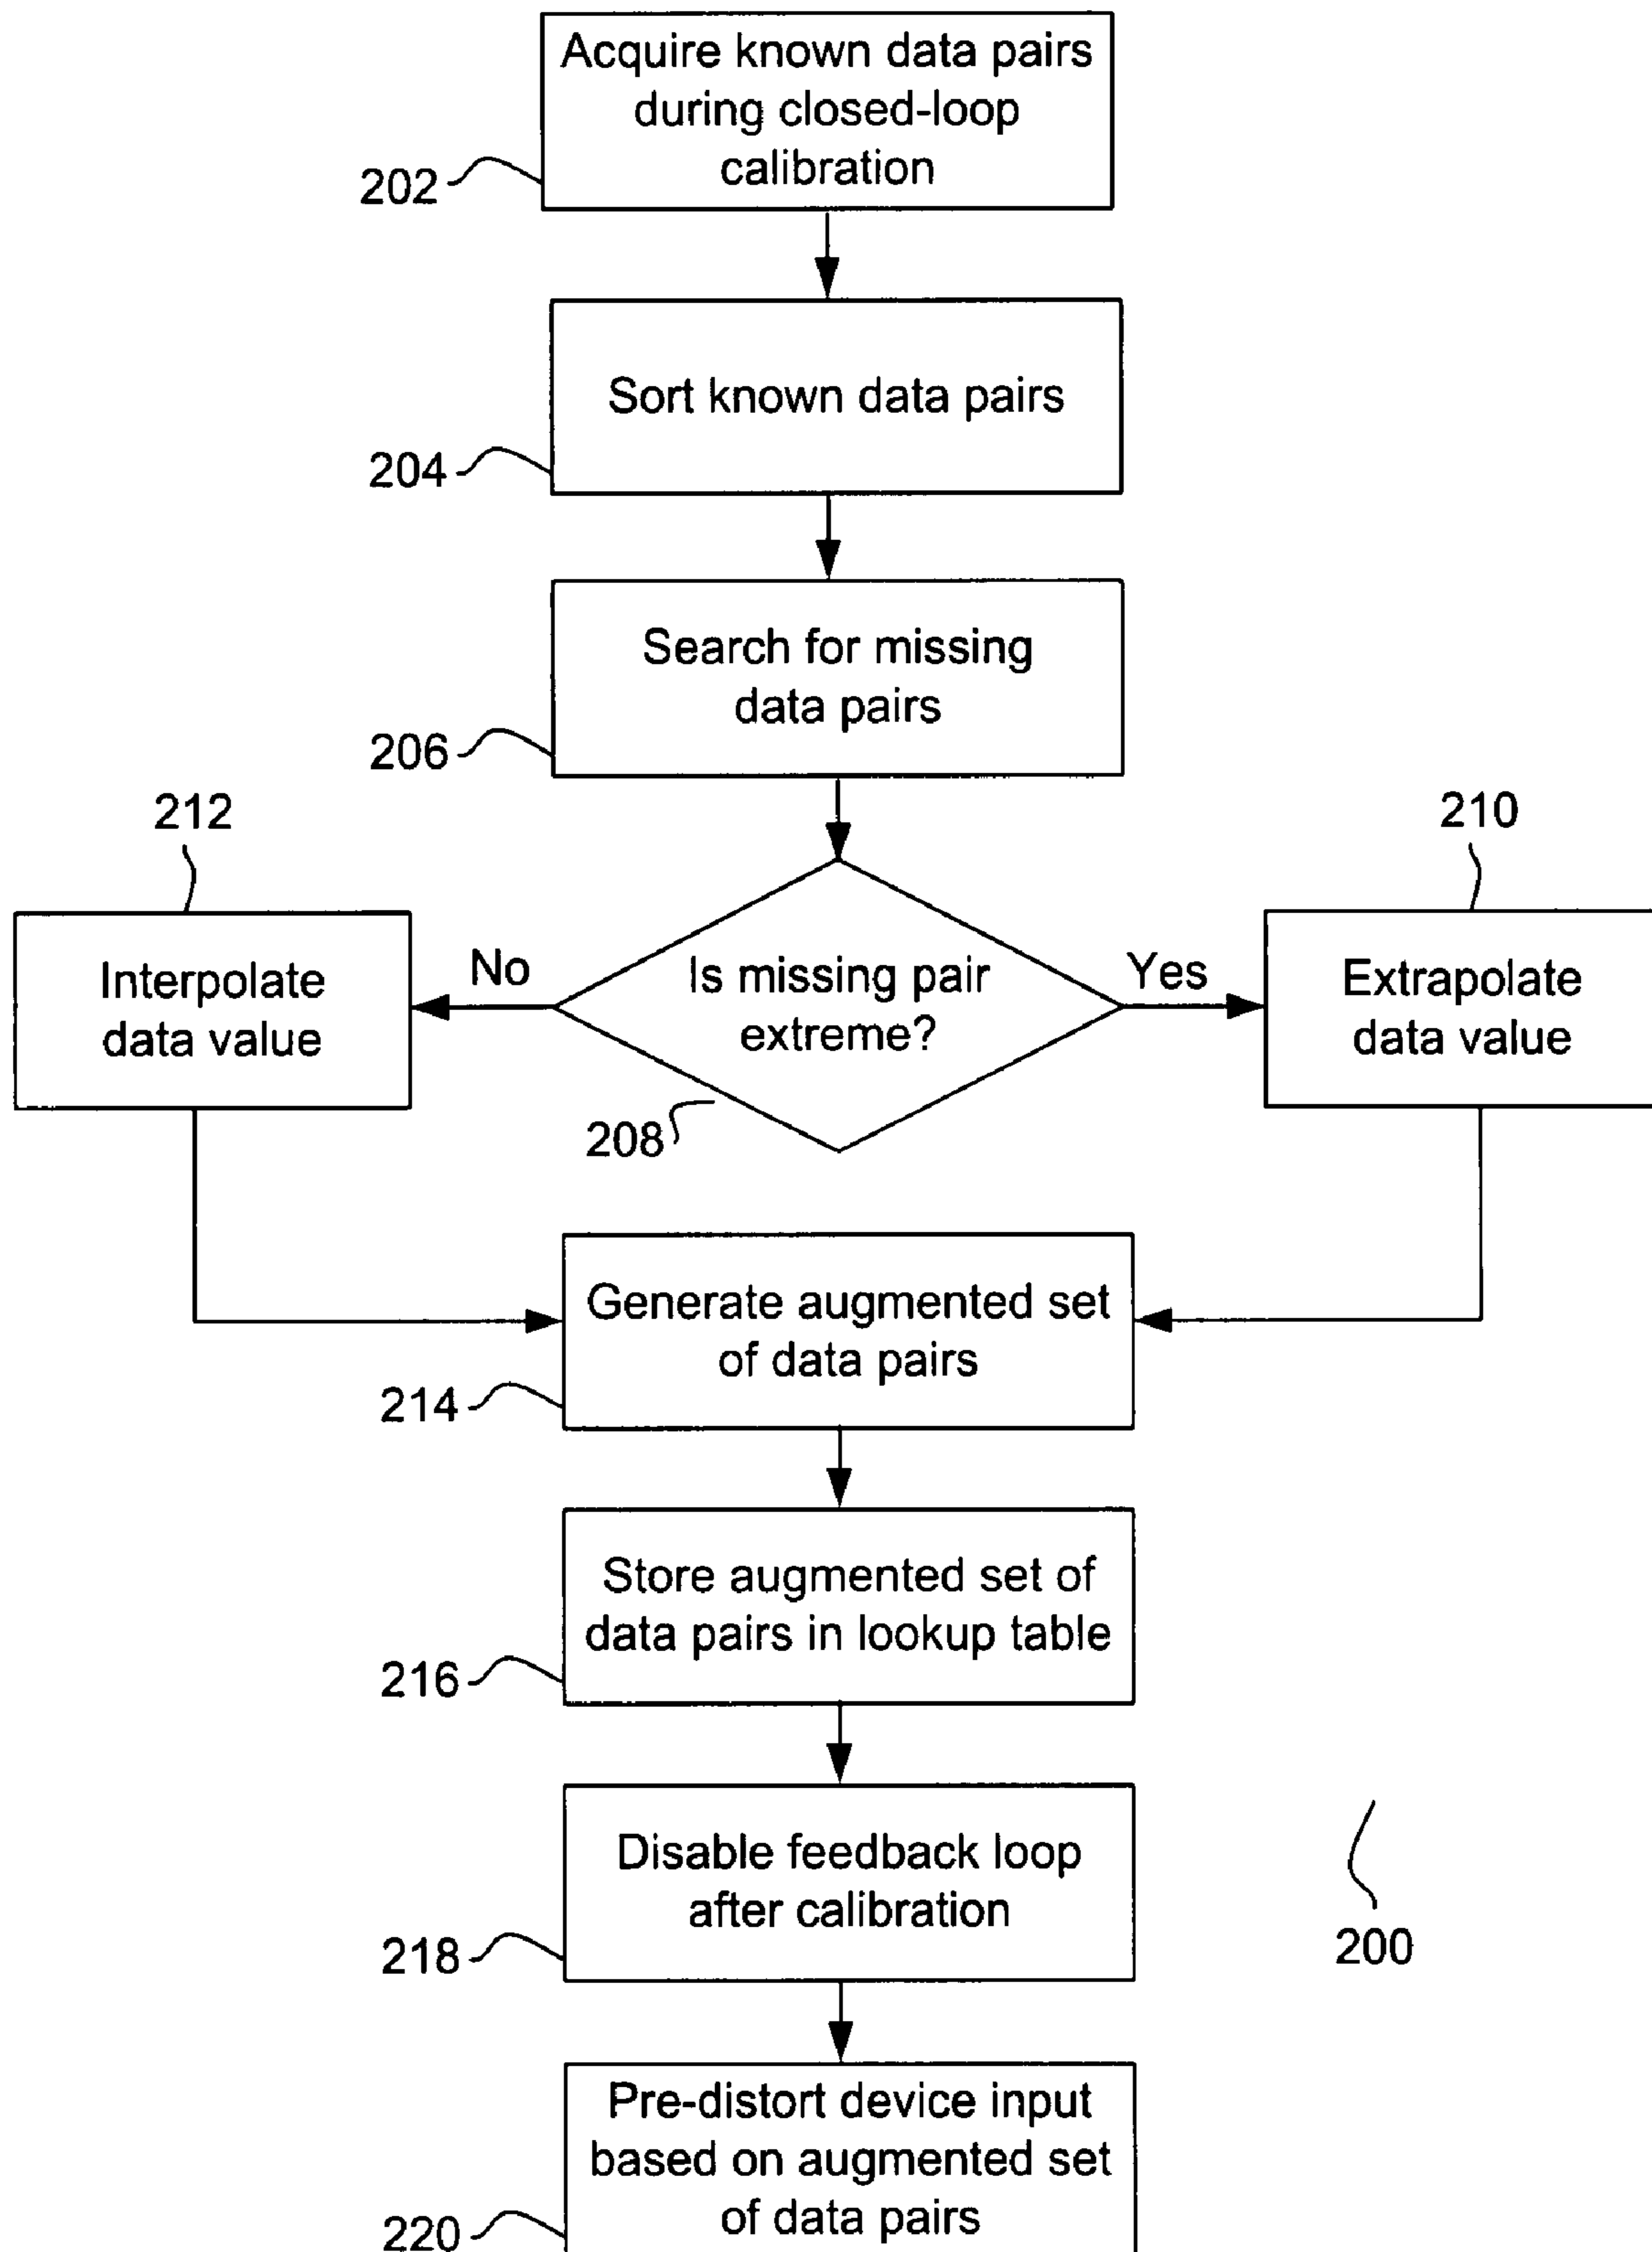 Acquire known data pairs
during closed-loop
calibration
202
Sort known data pairs
204
Search for missing
data pairs
206
212
210
Interpolate
data value
No
Is missing pair
extreme?
Yes
Extrapolate
data value
208
Generate augmented set
of data pairs
214
Store augmented set of
data pairs in lookup table
216
Disable feedback loop
after calibration
218
200
Pre-distort device input
based on augmented set
of data pairs
220